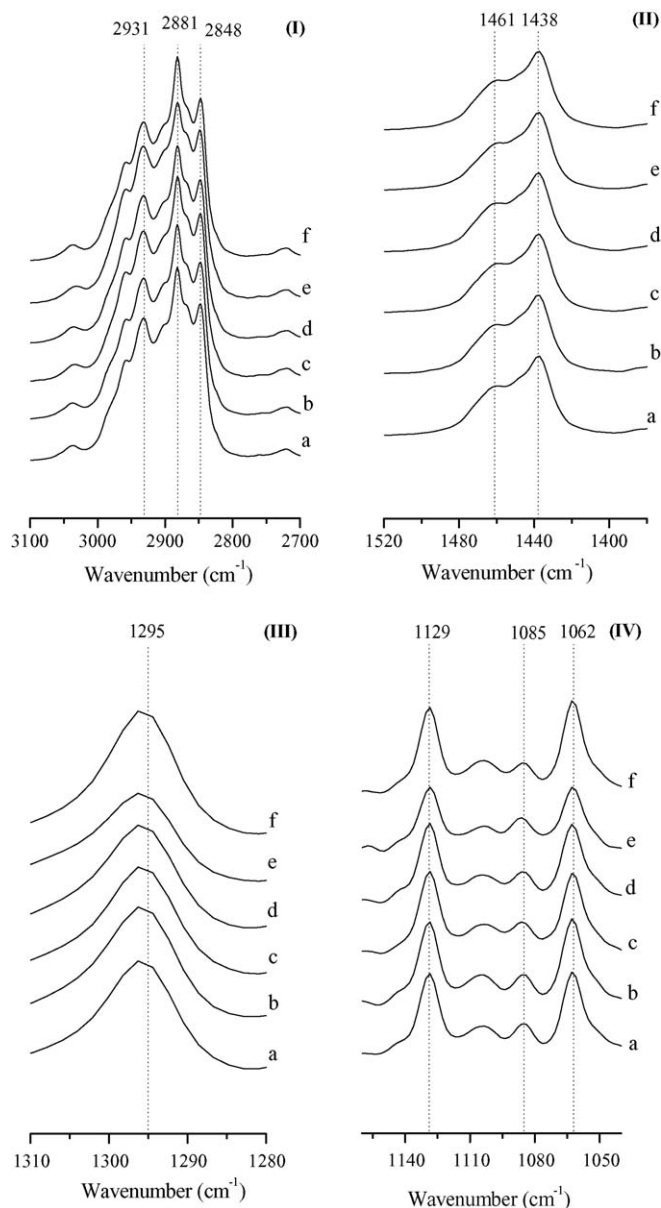 2931 2881 2848 (I)
f
e
d
c
b
a
3100 3000 2900 2800 2700
Wavenumber (cm⁻¹)
1461 1438 (II)
f
e
d
c
b
a
1520 1480 1440 1400
Wavenumber (cm⁻¹)
1295 (III)
f
e
d
c
b
a
1310 1300 1290 1280
Wavenumber (cm⁻¹)
1129 1085 1062 (IV)
f
e
d
c
b
a
1140 1110 1080 1050
Wavenumber (cm⁻¹)